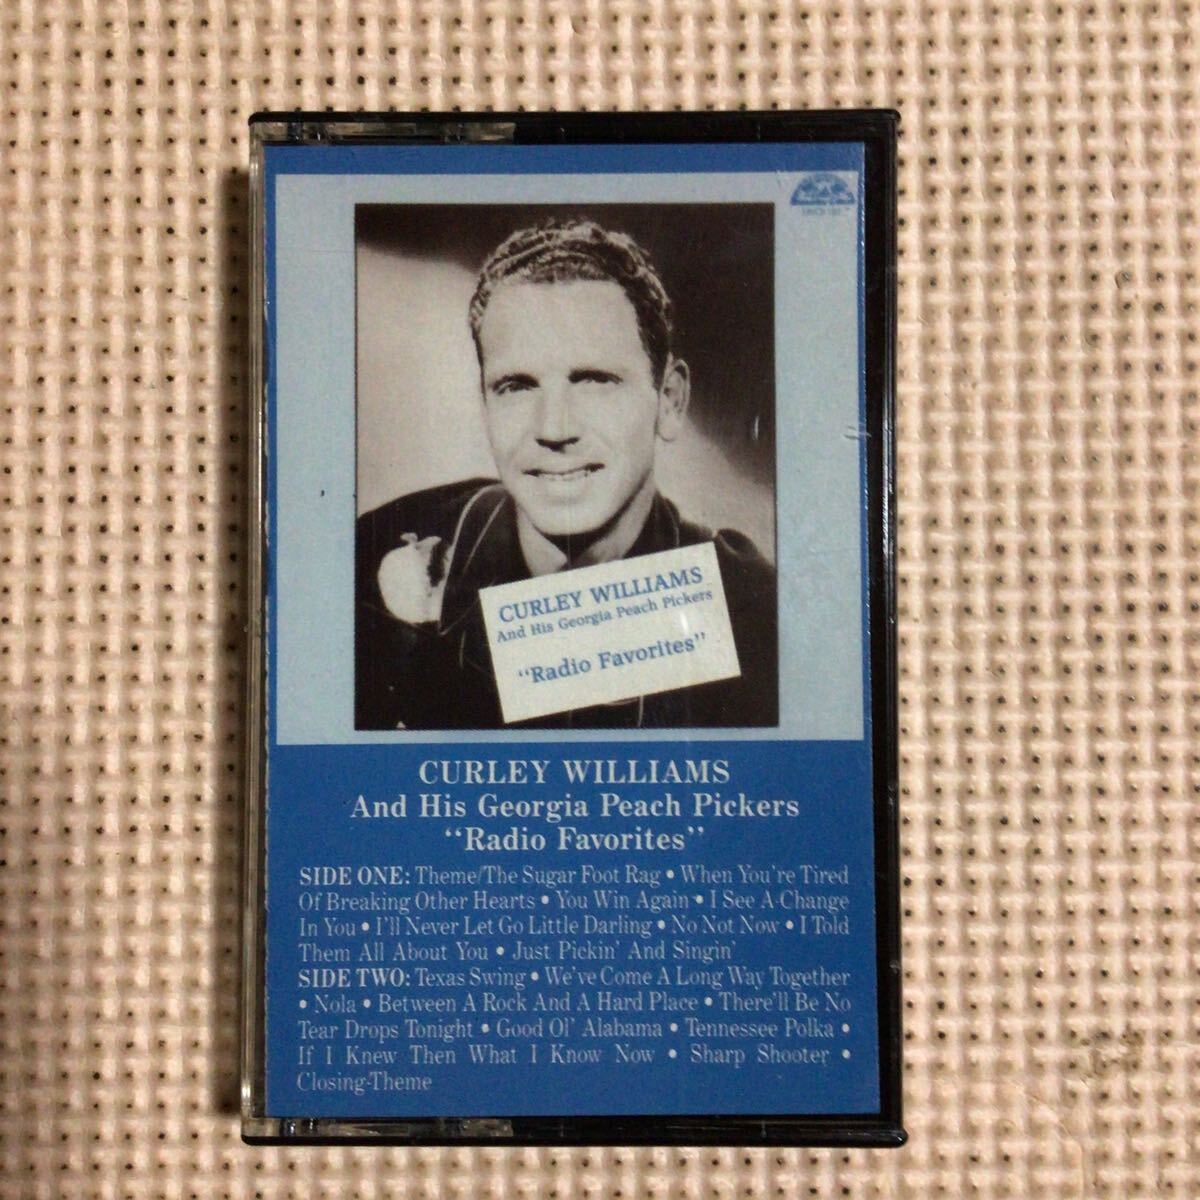 CURLEY WILLIAMS
And His Georgia Peach Pickers
“Radio Favorites”
CURLEY WILLIAMS
And His Georgia Peach Pickers
“Radio Favorites”
SIDE ONE: Theme/The Sugar Foot Rag • When You're Tired
Of Breaking Other Hearts • You Win Again • I See A Change
In You • I'll Never Let Go Little Darling • No Not Now • I Told
Them All About You • Just Pickin' And Singin'
SIDE TWO: Texas Swing • We've Come A Long Way Together
• Nola • Between A Rock And A Hard Place • There'll Be No
Tear Drops Tonight • Good Ol' Alabama • Tennessee Polka •
If I Knew Then What I Know Now • Sharp Shooter •
Closing-Theme